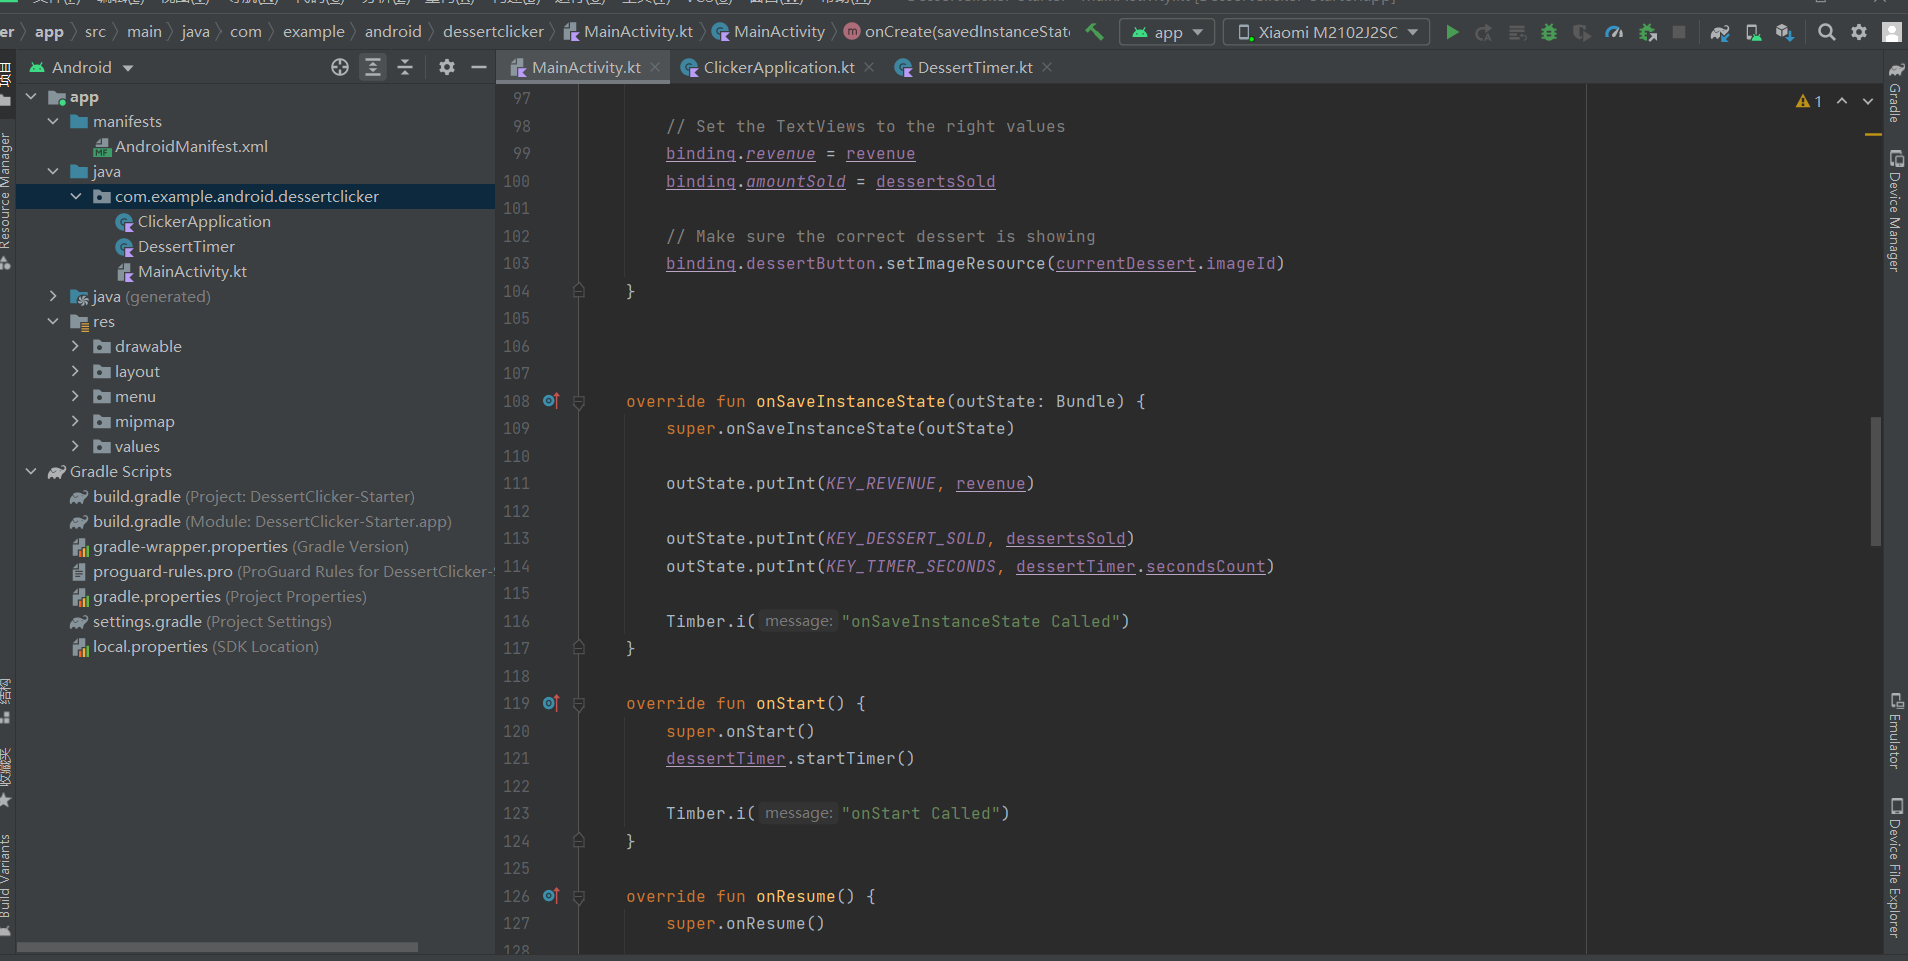 er app src main java com example android dessertclicker MainActivity.kt MainActivity onCreate(savedInstanceState app Xiaomi M2102J2SC
项目 Android MainActivity.kt ClickerApplication.kt DessertTimer.kt
Resource Manager
结构
收藏夹
Build Variants
app
manifests
AndroidManifest.xml
java
com.example.android.dessertclicker
ClickerApplication
DessertTimer
MainActivity.kt
java (generated)
res
drawable
layout
menu
mipmap
values
Gradle Scripts
build.gradle (Project: DessertClicker-Starter)
build.gradle (Module: DessertClicker-Starter.app)
gradle-wrapper.properties (Gradle Version)
proguard-rules.pro (ProGuard Rules for DessertClicker-
gradle.properties (Project Properties)
settings.gradle (Project Settings)
local.properties (SDK Location)
97
98 // Set the TextViews to the right values
99 binding.revenue = revenue
100 binding.amountSold = dessertsSold
101
102 // Make sure the correct dessert is showing
103 binding.dessertButton.setImageResource(currentDessert.imageId)
104 }
105
106
107
108 override fun onSaveInstanceState(outState: Bundle) {
109 super.onSaveInstanceState(outState)
110
111 outState.putInt(KEY_REVENUE, revenue)
112
113 outState.putInt(KEY_DESSERT_SOLD, dessertsSold)
114 outState.putInt(KEY_TIMER_SECONDS, dessertTimer.secondsCount)
115
116 Timber.i( message: "onSaveInstanceState Called")
117 }
118
119 override fun onStart() {
120 super.onStart()
121 dessertTimer.startTimer()
122
123 Timber.i( message: "onStart Called")
124 }
125
126 override fun onResume() {
127 super.onResume()
128
1
Gradle
Device Manager
Emulator
Device File Explorer